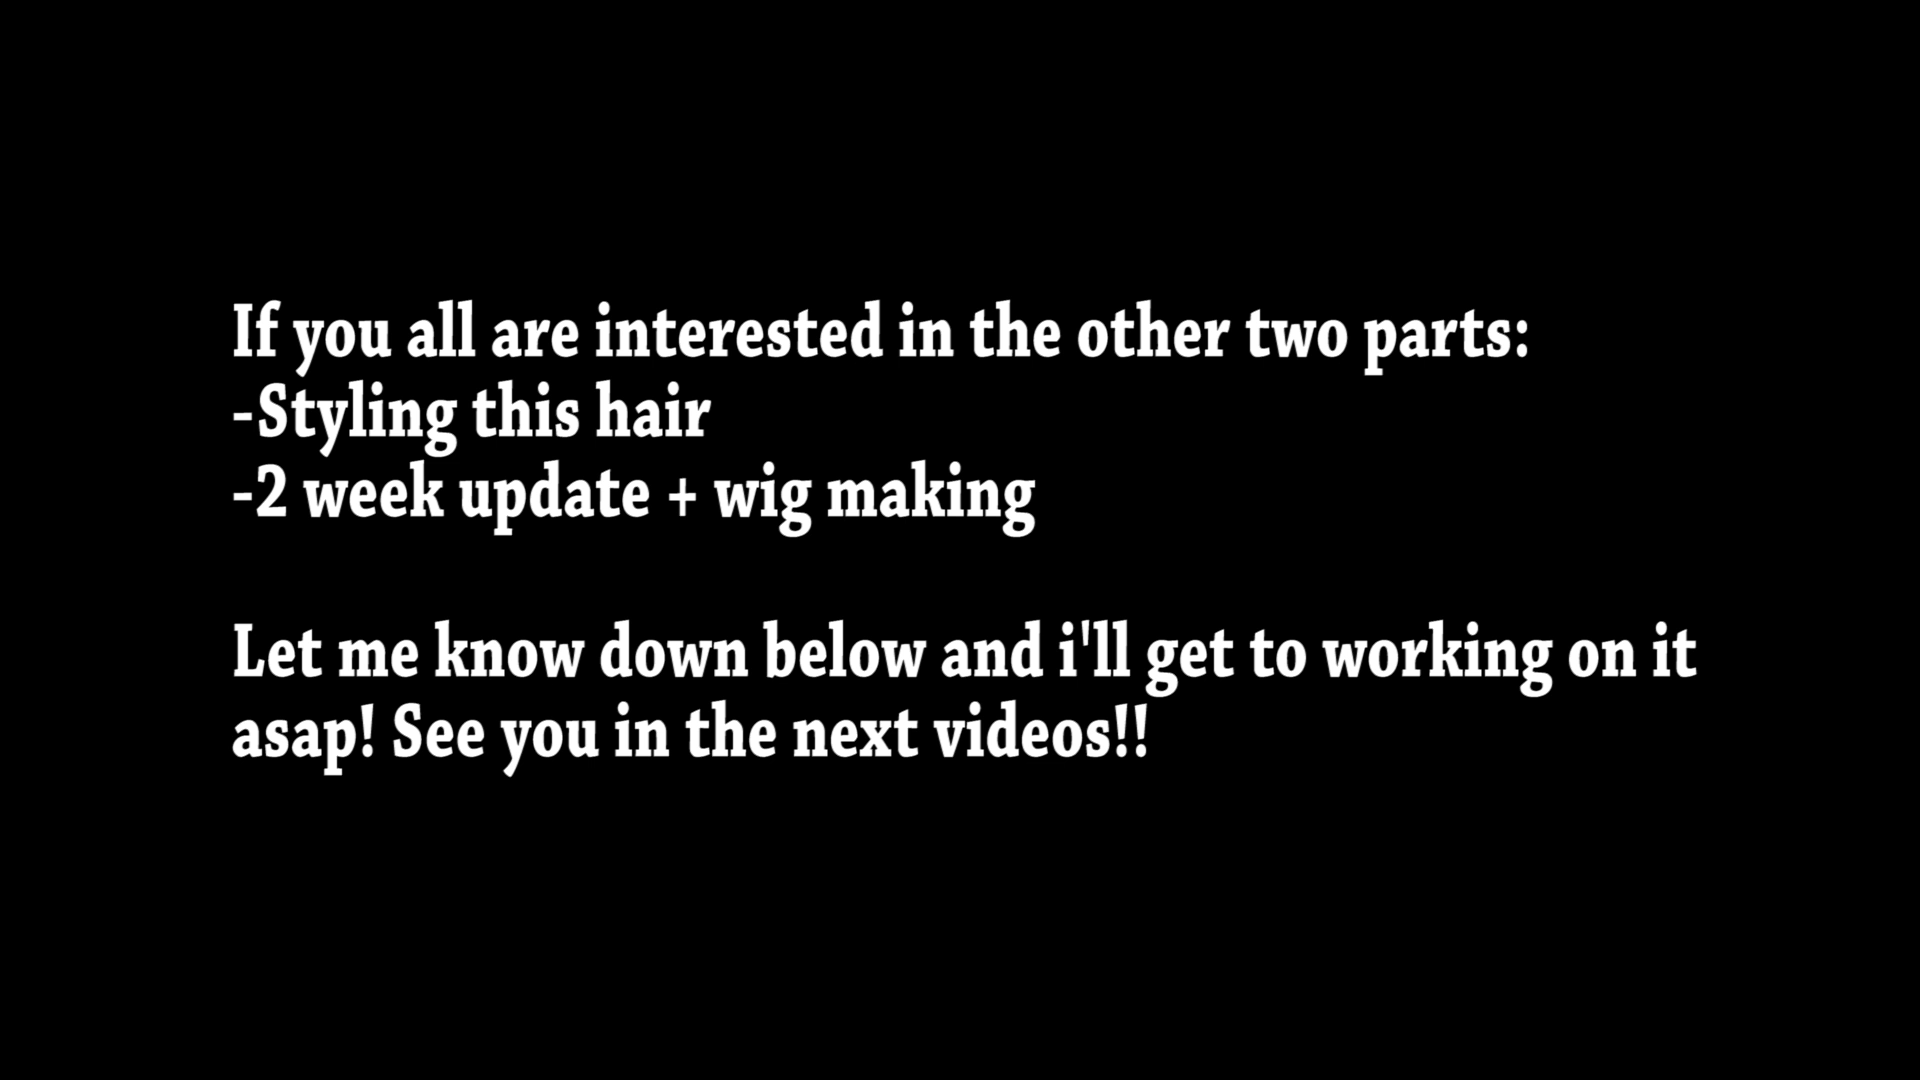 If you all are interested in the other two parts:
-Styling this hair
-2 week update + wig making
Let me know down below and i'll get to working on it
asap! See you in the next videos!!